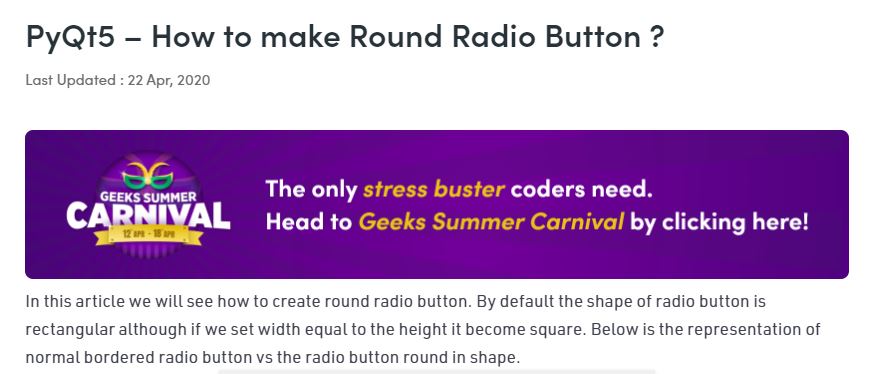 PyQt5 – How to make Round Radio Button ?
Last Updated : 22 Apr, 2020
GEEKS SUMMER
CARNIVAL
12 APR - 18 APR
The only stress buster coders need.
Head to Geeks Summer Carnival by clicking here!
In this article we will see how to create round radio button. By default the shape of radio button is
rectangular although if we set width equal to the height it become square. Below is the representation of
normal bordered radio button vs the radio button round in shape.